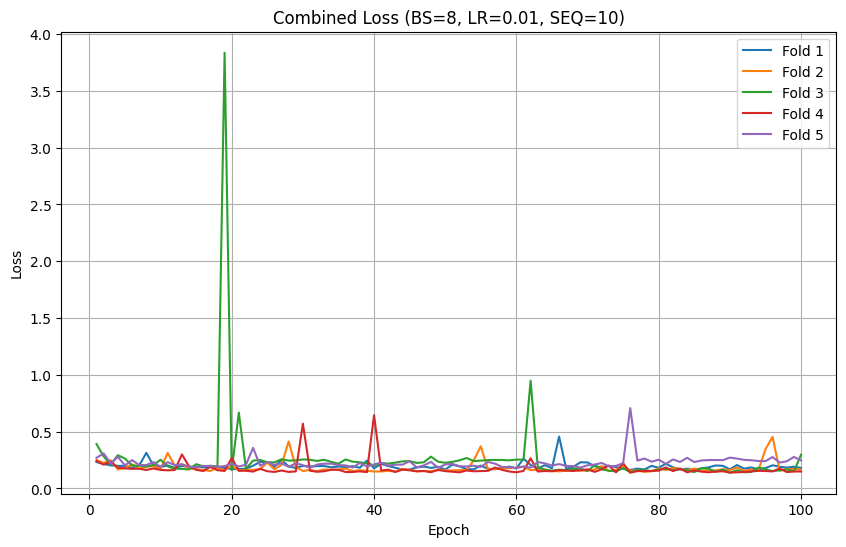 Combined Loss (BS=8, LR=0.01, SEQ=10)
4.0
3.5
3.0
2.5
2.0
1.5
1.0
0.5
0.0
Loss
Fold 1
Fold 2
Fold 3
Fold 4
Fold 5
0 20 40 60 80 100
Epoch